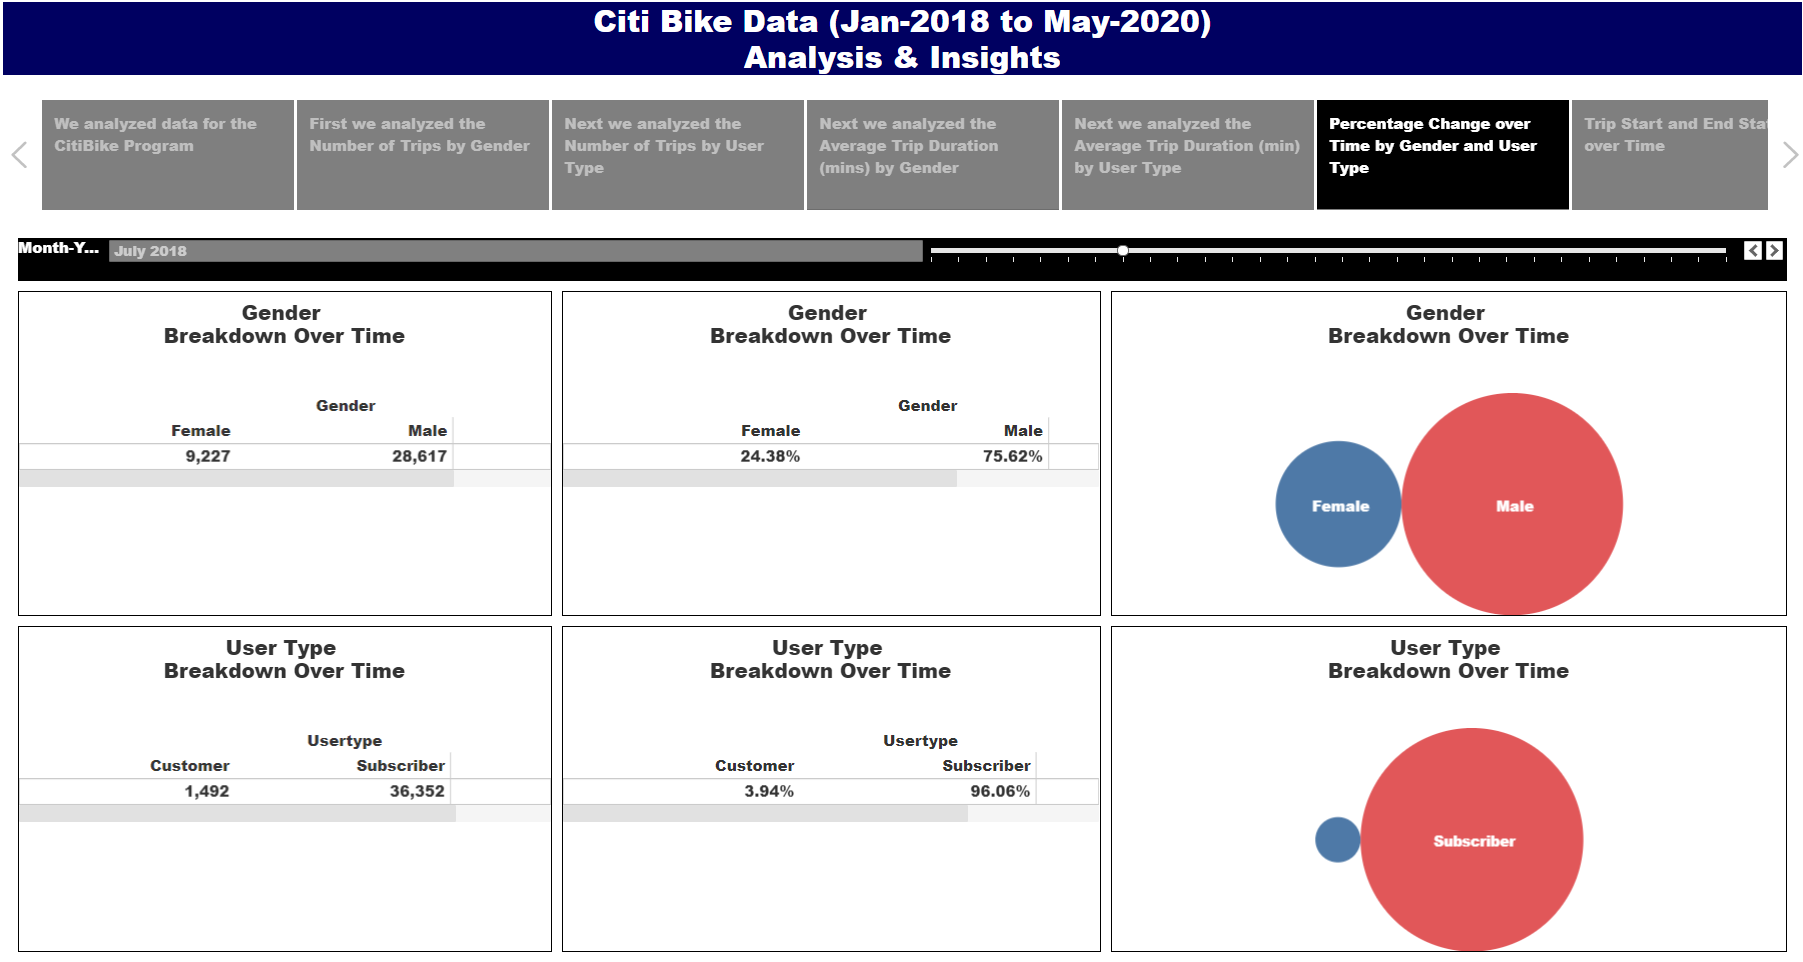 Citi Bike Data (Jan-2018 to May-2020)
Analysis & Insights
We analyzed data for the
CitiBike Program
First we analyzed the
Number of Trips by Gender
Next we analyzed the
Number of Trips by User
Type
Next we analyzed the
Average Trip Duration
(mins) by Gender
Next we analyzed the
Average Trip Duration (min)
by User Type
Percentage Change over
Time by Gender and User
Type
Trip Start and End Stat
over Time
Month-Y...
July 2018
Gender
Breakdown Over Time
Gender
Female Male
9,227 28,617
Gender
Breakdown Over Time
Gender
Female Male
24.38% 75.62%
Gender
Breakdown Over Time
Female
Male
User Type
Breakdown Over Time
Usertype
Customer Subscriber
1,492 36,352
User Type
Breakdown Over Time
Usertype
Customer Subscriber
3.94% 96.06%
User Type
Breakdown Over Time
Subscriber